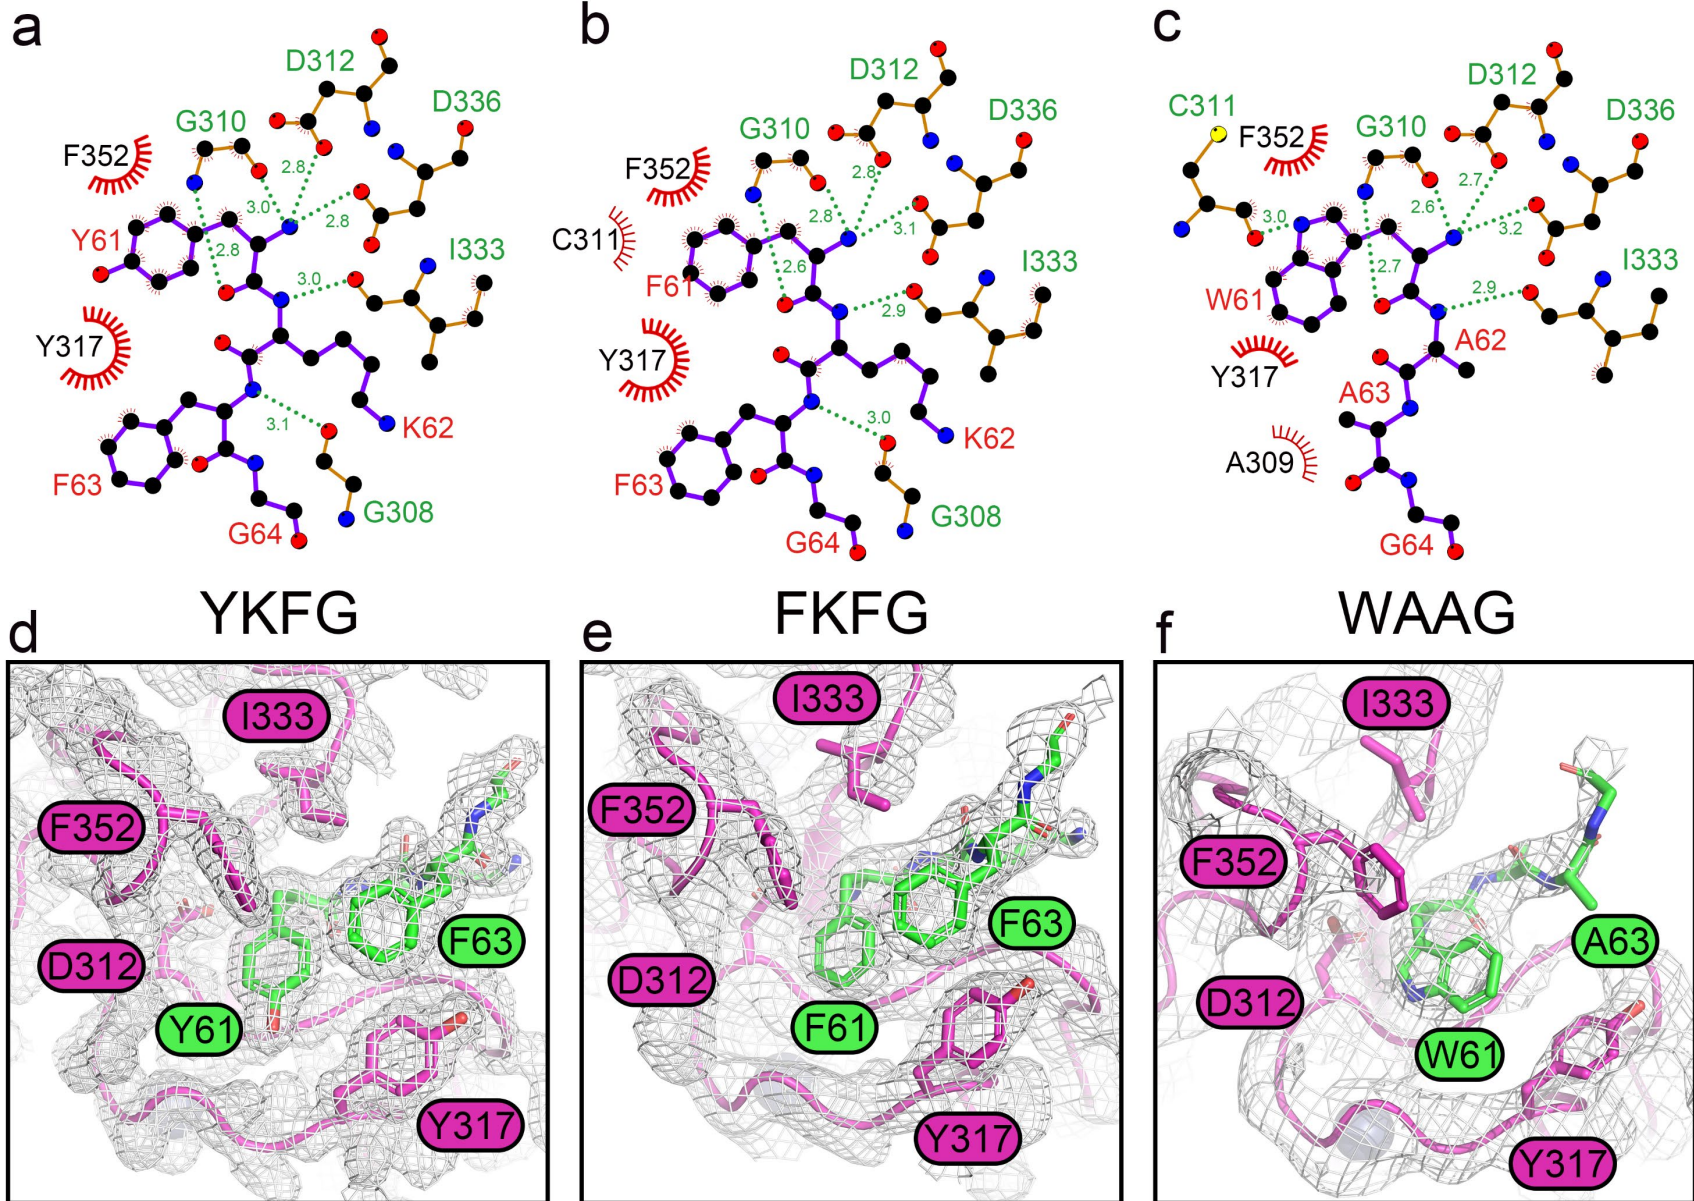 a
D312
D336
G310
F352
2.8
3.0
2.8
Y61
2.8
3.0
I333
Y317
3.1
K62
F63
G308
G64
b
D312
D336
G310
F352
2.8
2.8
3.1
C311
2.6
I333
F61
2.9
Y317
3.0
K62
F63
G308
G64
c
D312
D336
C311
G310
F352
2.7
2.6
3.0
3.2
2.7
I333
W61
2.9
A62
Y317
A63
A309
G64
YKFG
FKFG
WAAG
d
I333
F352
F63
D312
Y61
Y317
e
I333
F352
F63
D312
F61
Y317
f
I333
F352
A63
D312
W61
Y317